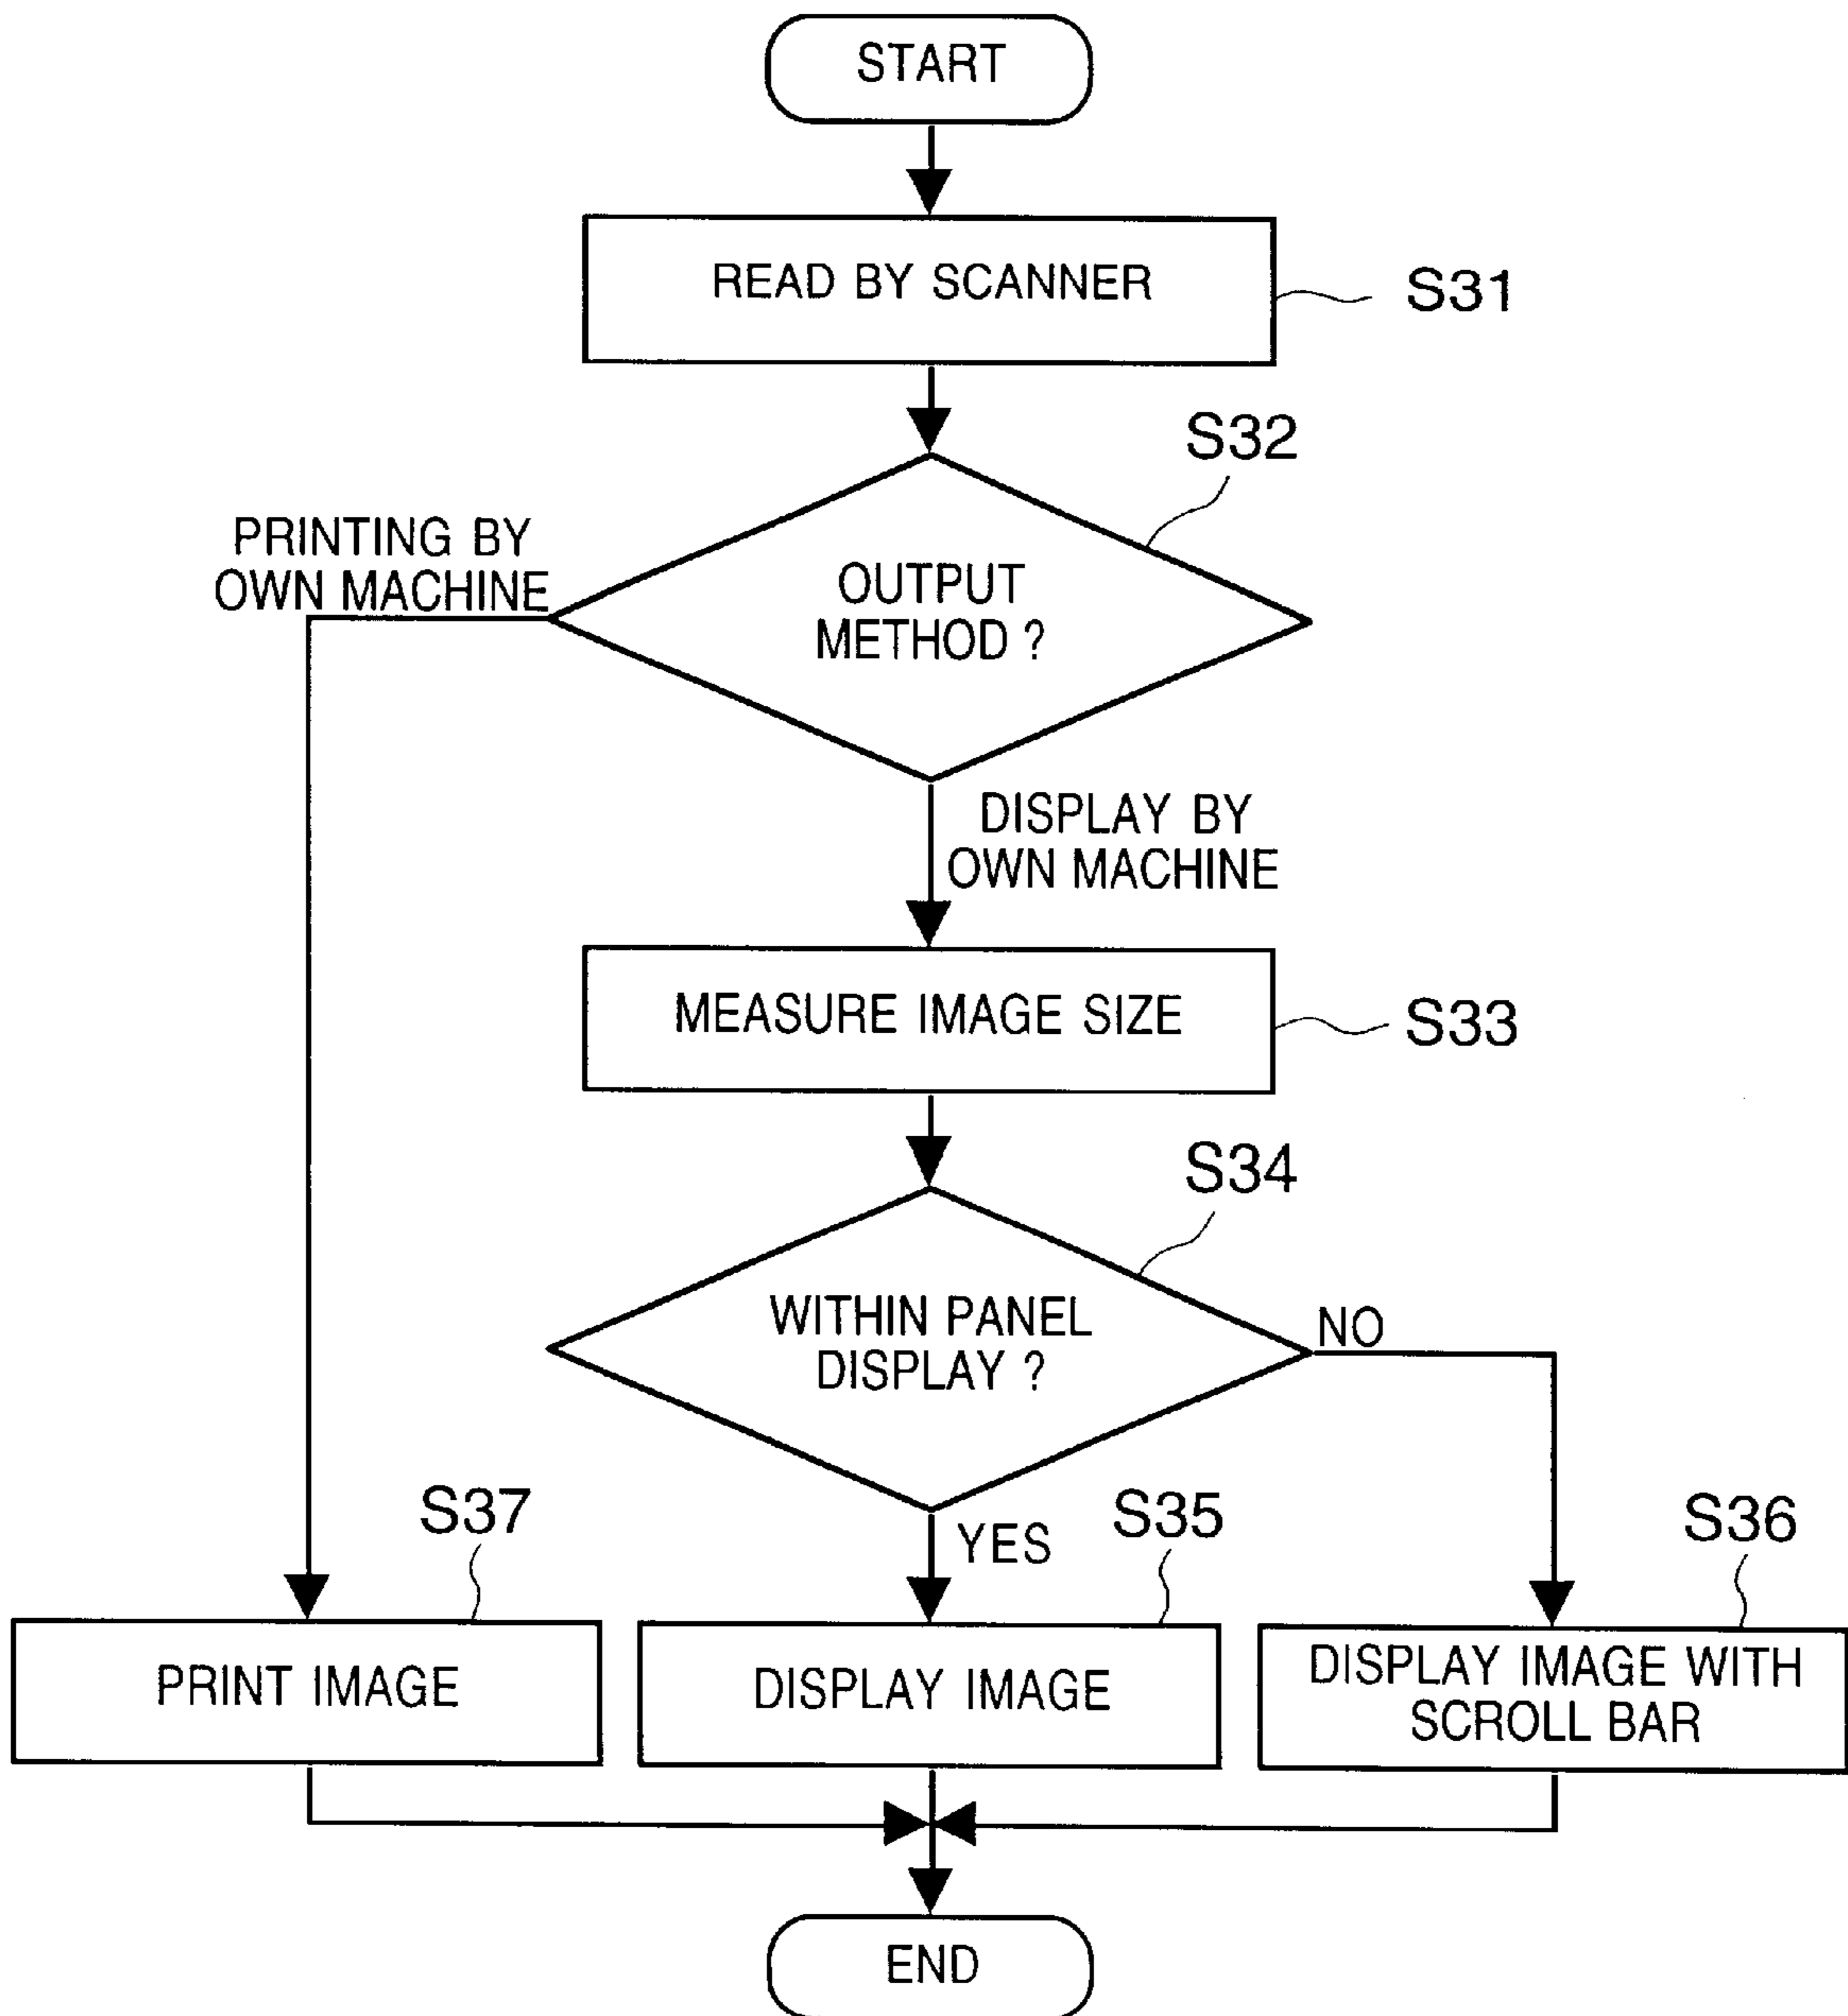 START
READ BY SCANNER
S31
S32
PRINTING BY
OWN MACHINE
OUTPUT
METHOD ?
DISPLAY BY
OWN MACHINE
MEASURE IMAGE SIZE
S33
S34
WITHIN PANEL
DISPLAY ?
NO
YES
S37
S35
S36
PRINT IMAGE
DISPLAY IMAGE
DISPLAY IMAGE WITH
SCROLL BAR
END